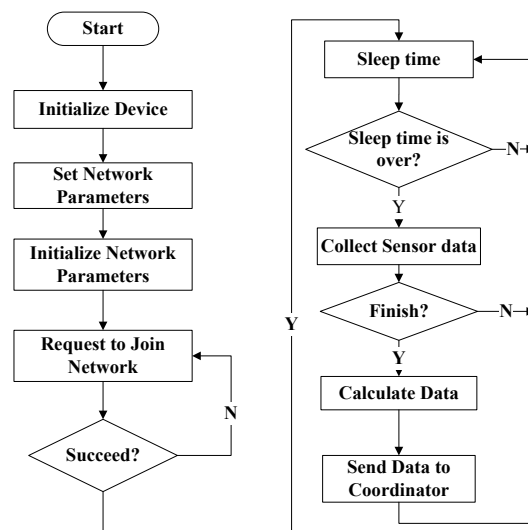 Start
Initialize Device
Set Network
Parameters
Initialize Network
Parameters
Request to Join
Network
N
Succeed?
Y
Sleep time
Sleep time is
over?
N
Y
Collect Sensor data
Finish?
N
Y
Calculate Data
Send Data to
Coordinator